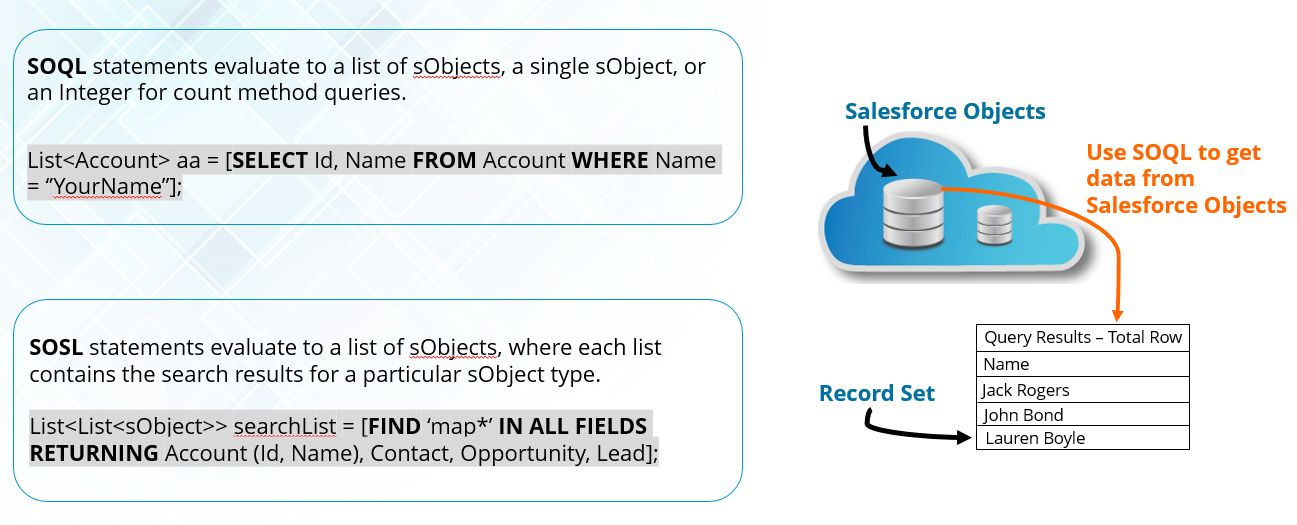 SOQL statements evaluate to a list of sObjects, a single sObject, or
an Integer for count method queries.
List<Account> aa = [SELECT Id, Name FROM Account WHERE Name
= ‘’YourName’’];
SOSL statements evaluate to a list of sObjects, where each list
contains the search results for a particular sObject type.
List<List<sObject>> searchList = [FIND ‘map*’ IN ALL FIELDS
RETURNING Account (Id, Name), Contact, Opportunity, Lead];
Salesforce Objects
Use SOQL to get
data from
Salesforce Objects
Record Set
Query Results – Total Row
Name
Jack Rogers
John Bond
Lauren Boyle